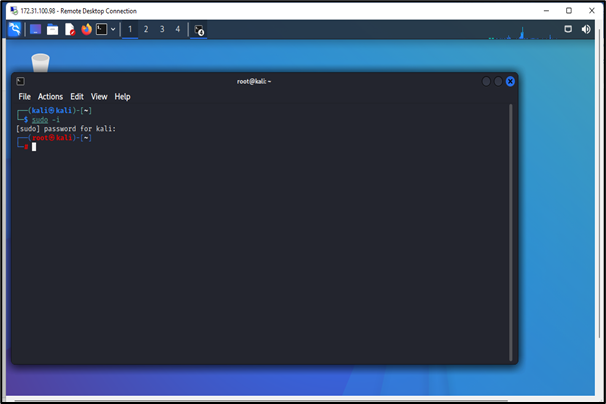 172.31.100.98 - Remote Desktop Connection
1 2 3 4
root@kali: ~
File Actions Edit View Help
┌──(kali㉿kali)-[~]
└─$ sudo -i
[sudo] password for kali:
┌──(root㉿kali)-[~]
└─#